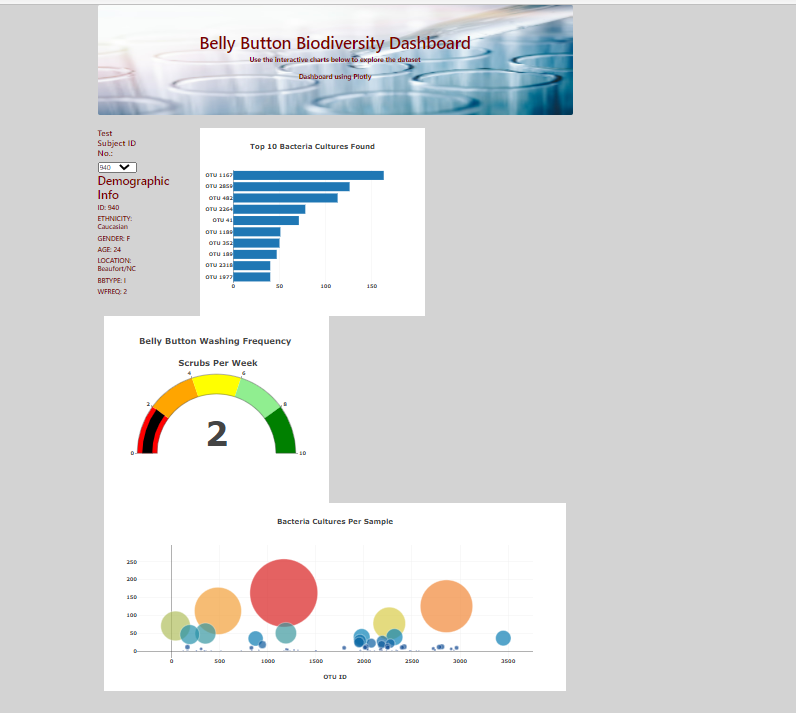 Belly Button Biodiversity Dashboard
Use the interactive charts below to explore the dataset
Dashboard using Plotly
Test
Subject ID
No.:
940
Demographic
Info
ID: 940
ETHNICITY:
Caucasian
GENDER: F
AGE: 24
LOCATION:
Beaufort/NC
BBTYPE: I
WFREQ: 2
Top 10 Bacteria Cultures Found
OTU 1167
OTU 2859
OTU 482
OTU 2264
OTU 41
OTU 1189
OTU 352
OTU 189
OTU 2318
OTU 1977
0 50 100 150
Belly Button Washing Frequency
Scrubs Per Week
0 2 4 6 8 10
2
Bacteria Cultures Per Sample
250
200
150
100
50
0
0 500 1000 1500 2000 2500 3000 3500
OTU ID